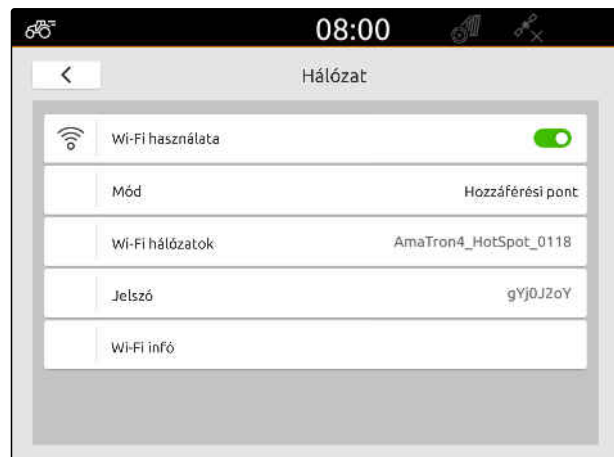 08:00
Hálózat
Wi-Fi használata
Mód Hozzáférési pont
Wi-Fi hálózatok AmaTron4_HotSpot_0118
Jelszó gYj0J2oY
Wi-Fi infó